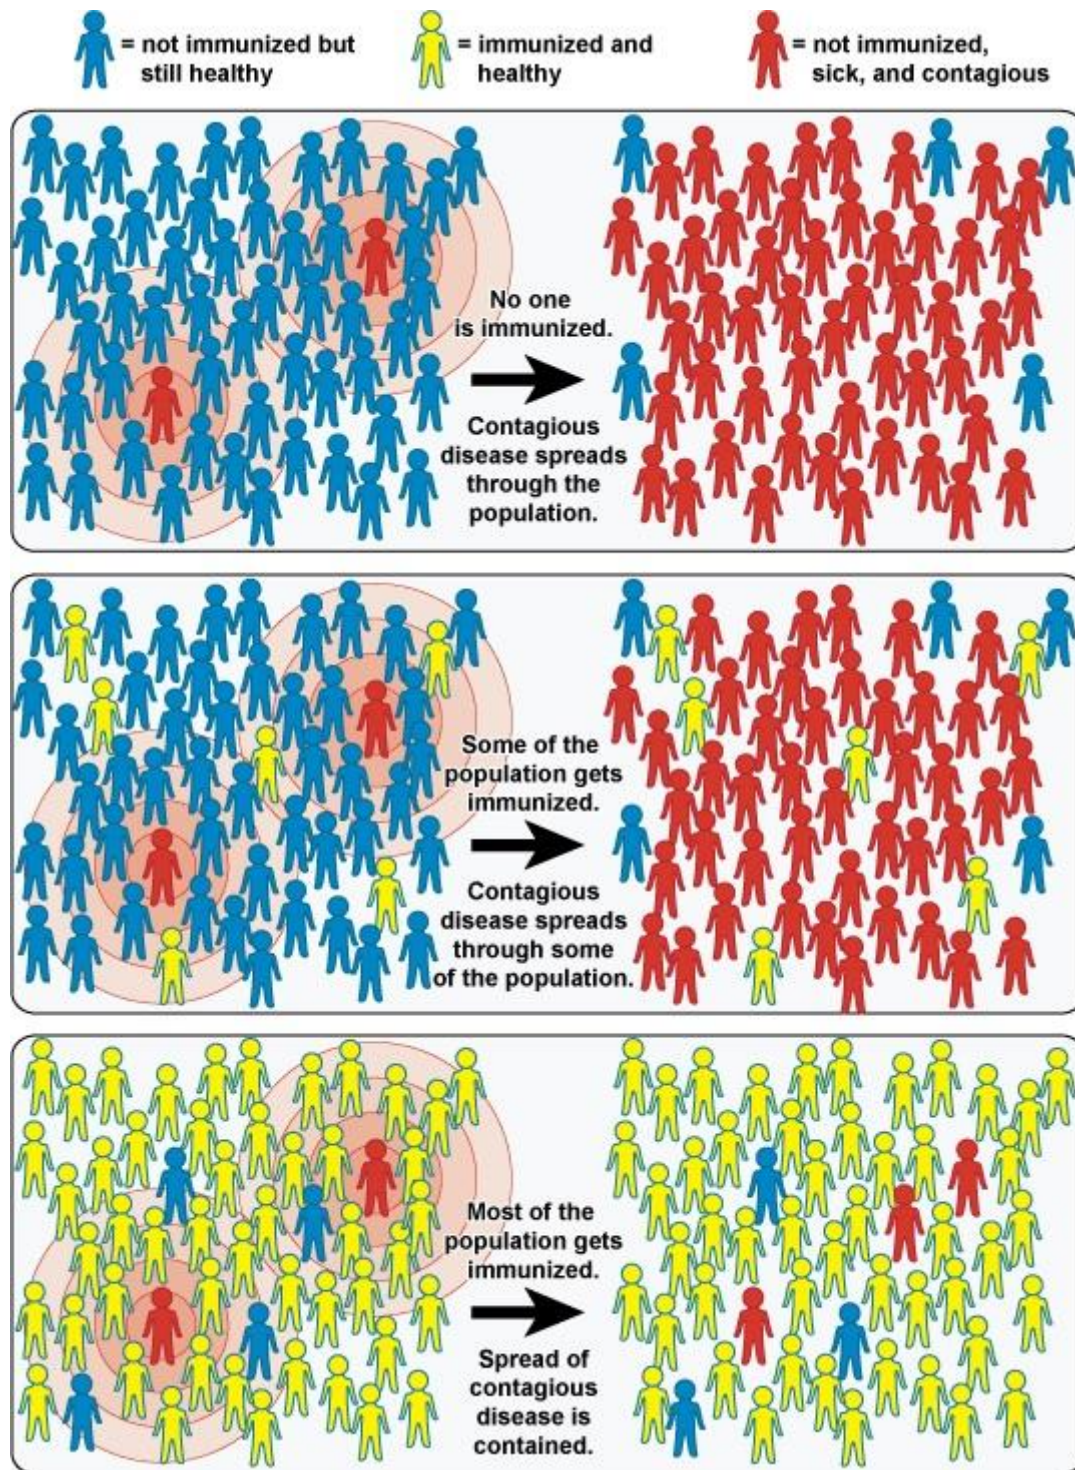 = not immunized but
still healthy
= immunized and
healthy
= not immunized,
sick, and contagious
No one
is immunized.
Contagious
disease spreads
through the
population.
Some of the
population gets
immunized.
Contagious
disease spreads
through some
of the population.
Most of the
population gets
immunized.
Spread of
contagious
disease is
contained.